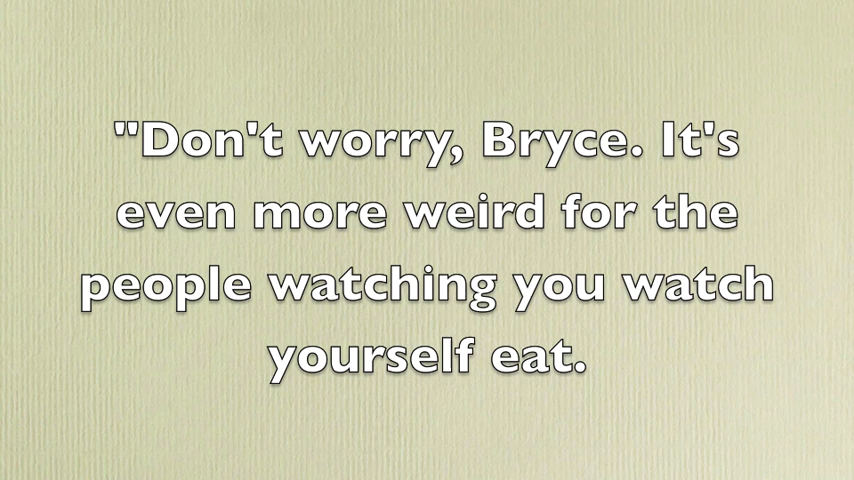 "Don't worry, Bryce. It's
even more weird for the
people watching you watch
yourself eat.